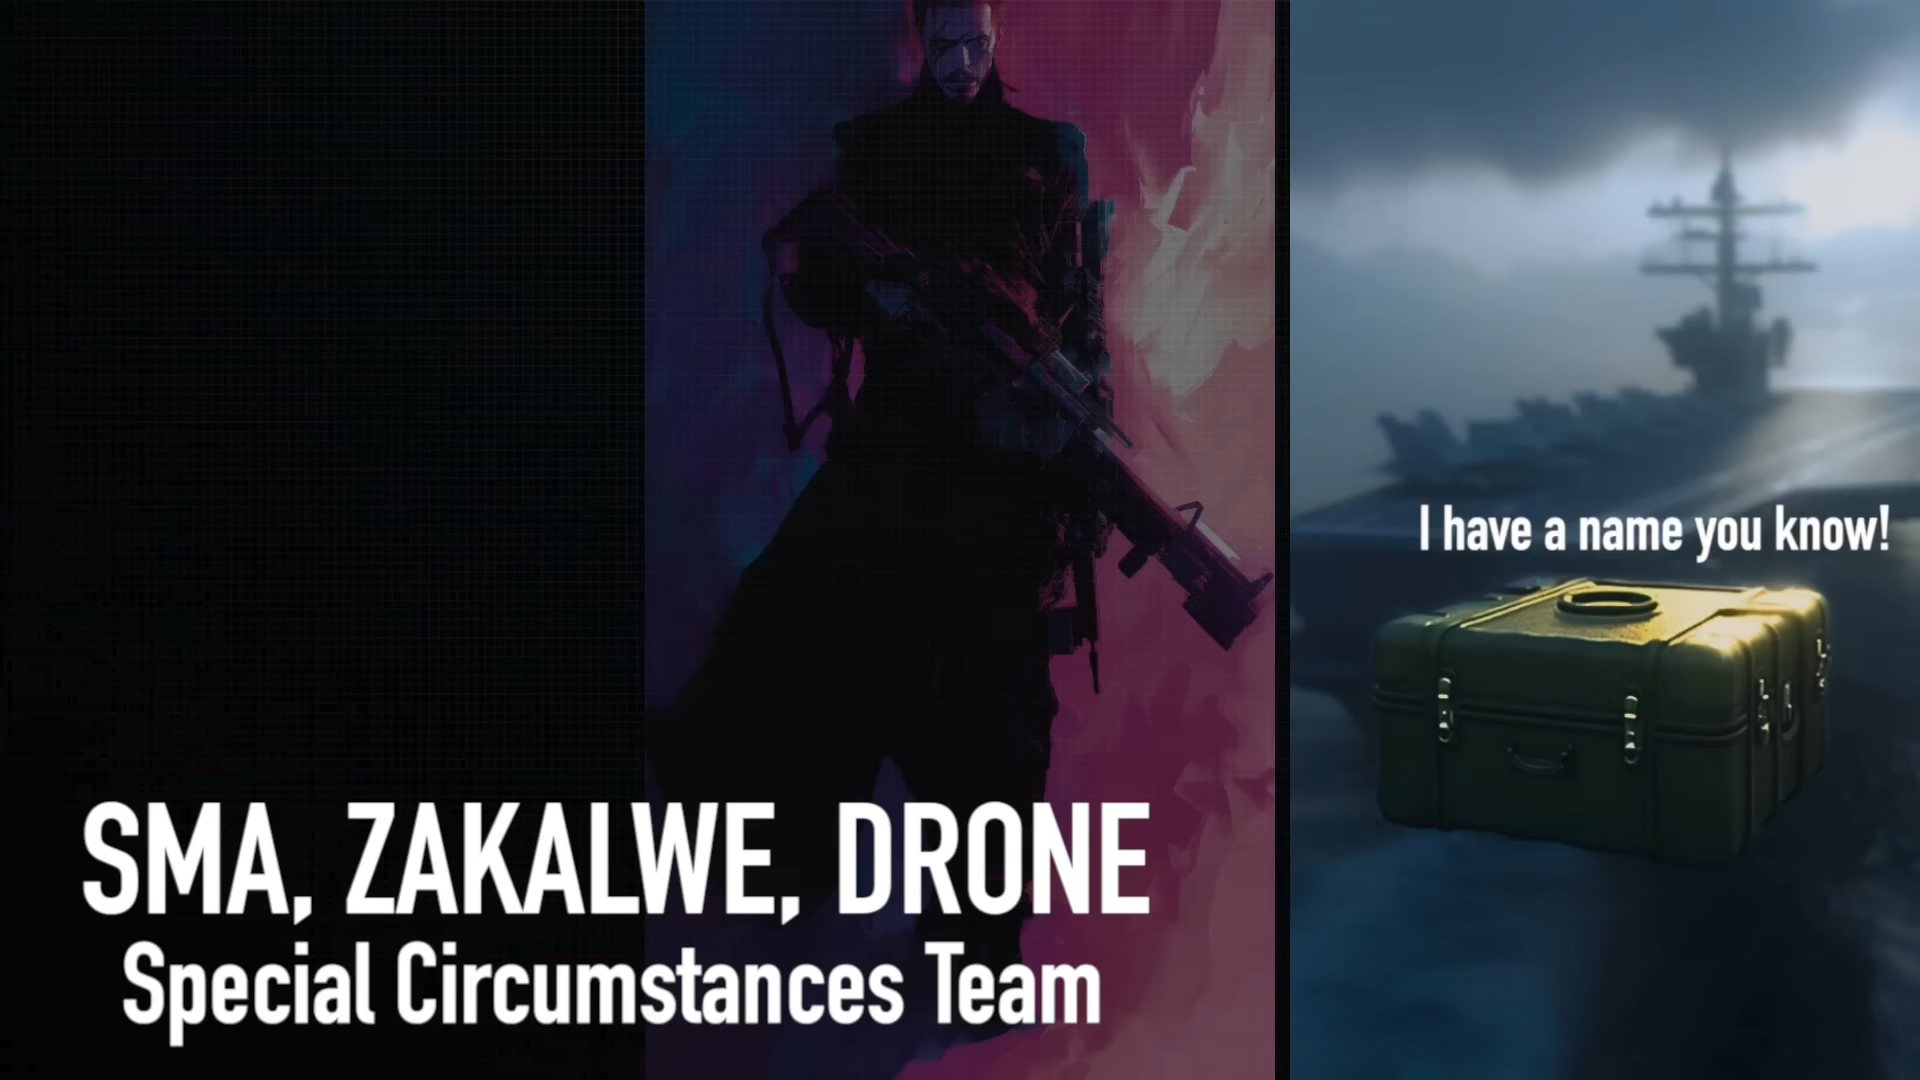 I have a name you know!
SMA, ZAKALWE, DRONE
Special Circumstances Team